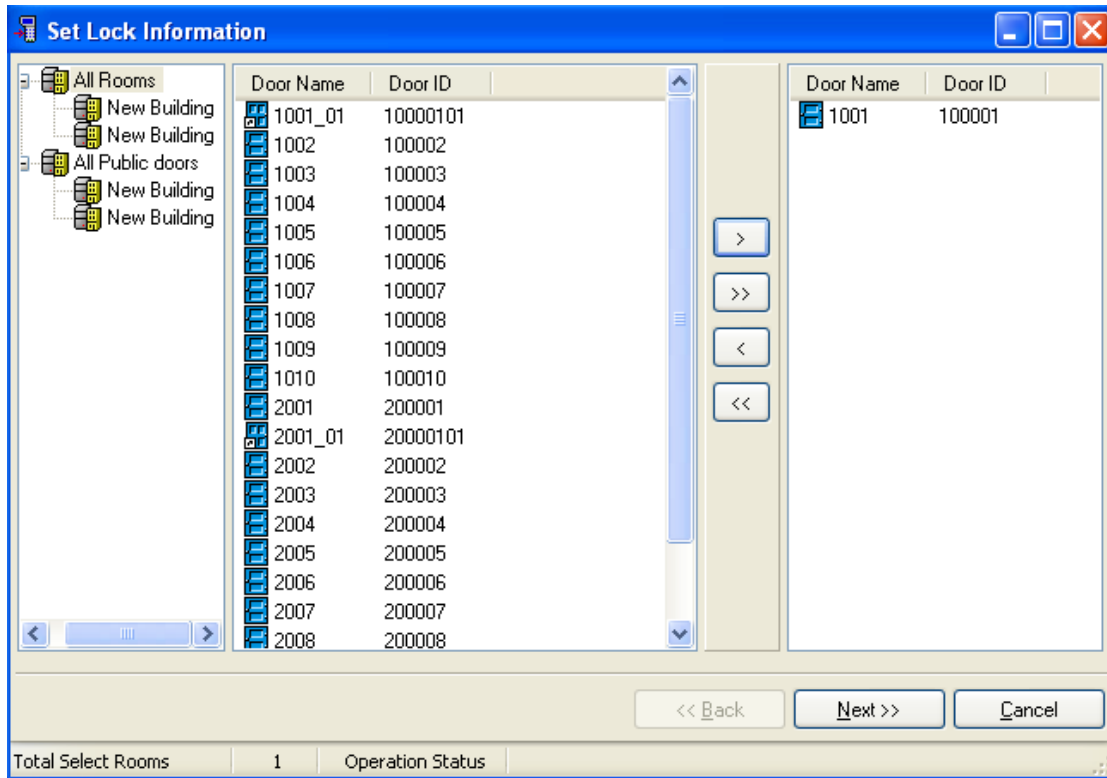 Set Lock Information
All Rooms
New Building
New Building
All Public doors
New Building
New Building
Door Name Door ID
1001_01 10000101
1002 100002
1003 100003
1004 100004
1005 100005
1006 100006
1007 100007
1008 100008
1009 100009
1010 100010
2001 200001
2001_01 20000101
2002 200002
2003 200003
2004 200004
2005 200005
2006 200006
2007 200007
2008 200008
>
>>
<
<<
Door Name Door ID
1001 100001
<< Back Next >> Cancel
Total Select Rooms 1 Operation Status